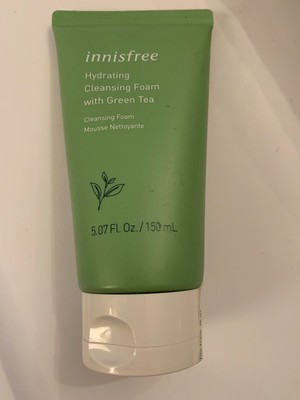 innisfree
Hydrating
Cleansing Foam
with Green Tea
Cleansing Foam
Mousse Nettoyante
5.07 Fl. Oz. / 150 mL